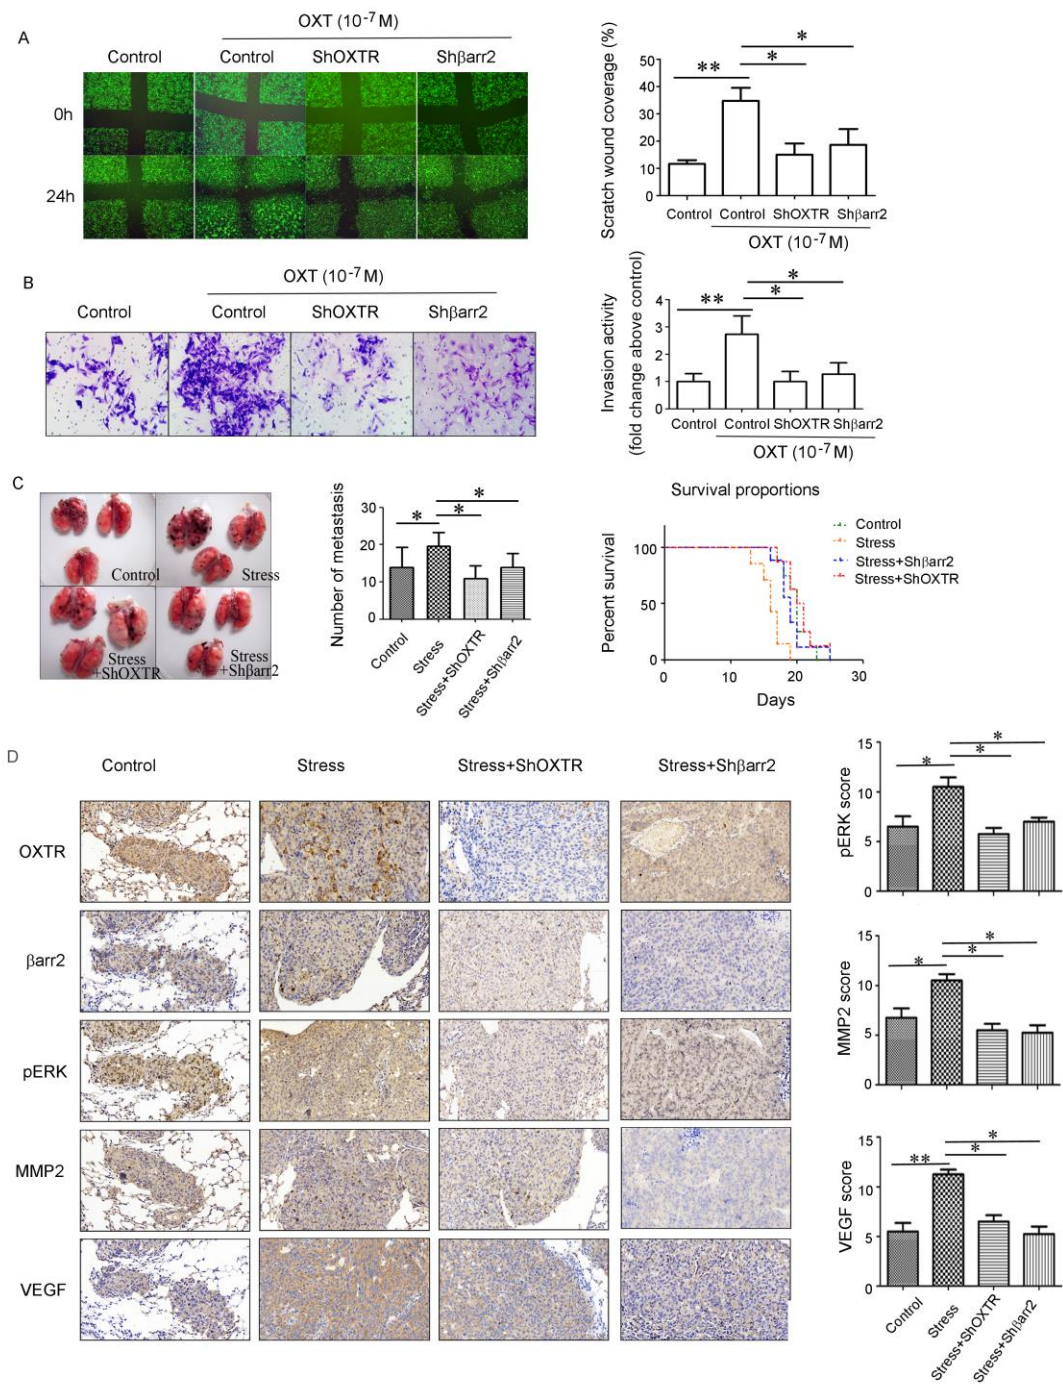 A
OXT (10⁻⁷ M)
Control
Control
ShOXTR
Shβarr2
0h
24h
Scratch wound coverage (%)
50
40
30
20
10
0
**
*
*
Control
Control
ShOXTR
Shβarr2
OXT (10⁻⁷ M)
B
OXT (10⁻⁷ M)
Control
Control
ShOXTR
Shβarr2
Invasion activity
(fold change above control)
4
3
2
1
0
**
*
*
Control
Control
ShOXTR
Shβarr2
OXT (10⁻⁷ M)
C
Control
Stress
Stress
+ShOXTR
Stress
+Shβarr2
Number of metastasis
30
20
10
0
*
*
*
Control
Stress
Stress+ShOXTR
Stress+Shβarr2
Survival proportions
Percent survival
100
50
0
0
10
20
30
Days
Control
Stress
Stress+Shβarr2
Stress+ShOXTR
D
Control
Stress
Stress+ShOXTR
Stress+Shβarr2
OXTR
βarr2
pERK
MMP2
VEGF
pERK score
15
10
5
0
*
*
*
MMP2 score
15
10
5
0
*
*
*
VEGF score
15
10
5
0
**
*
*
Control
Stress
Stress+ShOXTR
Stress+Shβarr2